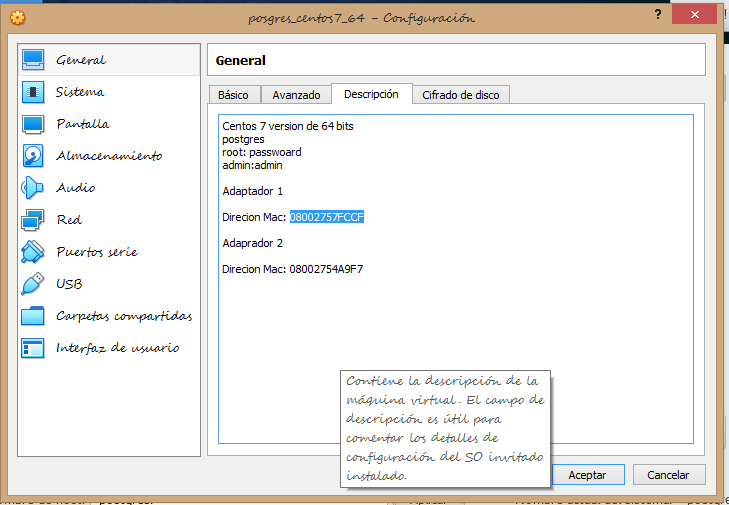 posgres_centos7_64 - Configuración
?
General
Sistema
Pantalla
Almacenamiento
Audio
Red
Puertos serie
USB
Carpetas compartidas
Interfaz de usuario
General
Básico Avanzado Descripción Cifrado de disco
Centos 7 version de 64 bits
postgres
root: passwoard
admin:admin
Adaptador 1
Direcion Mac: 08002757FCCF
Adaprador 2
Direcion Mac: 08002754A9F7
Contiene la descripción de la
máquina virtual. El campo de
descripción es útil para
comentar los detalles de
configuración del SO invitado
instalado.
Aceptar Cancelar